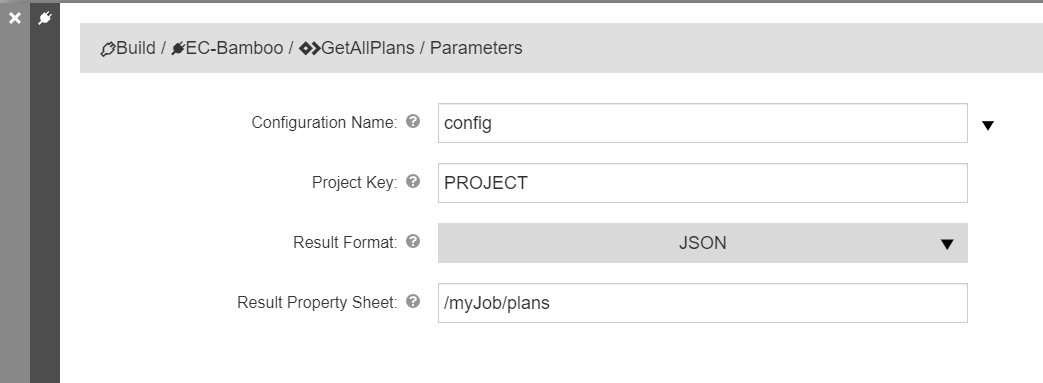 Build / EC-Bamboo / GetAllPlans / Parameters
Configuration Name: config
Project Key: PROJECT
Result Format: JSON
Result Property Sheet: /myJob/plans